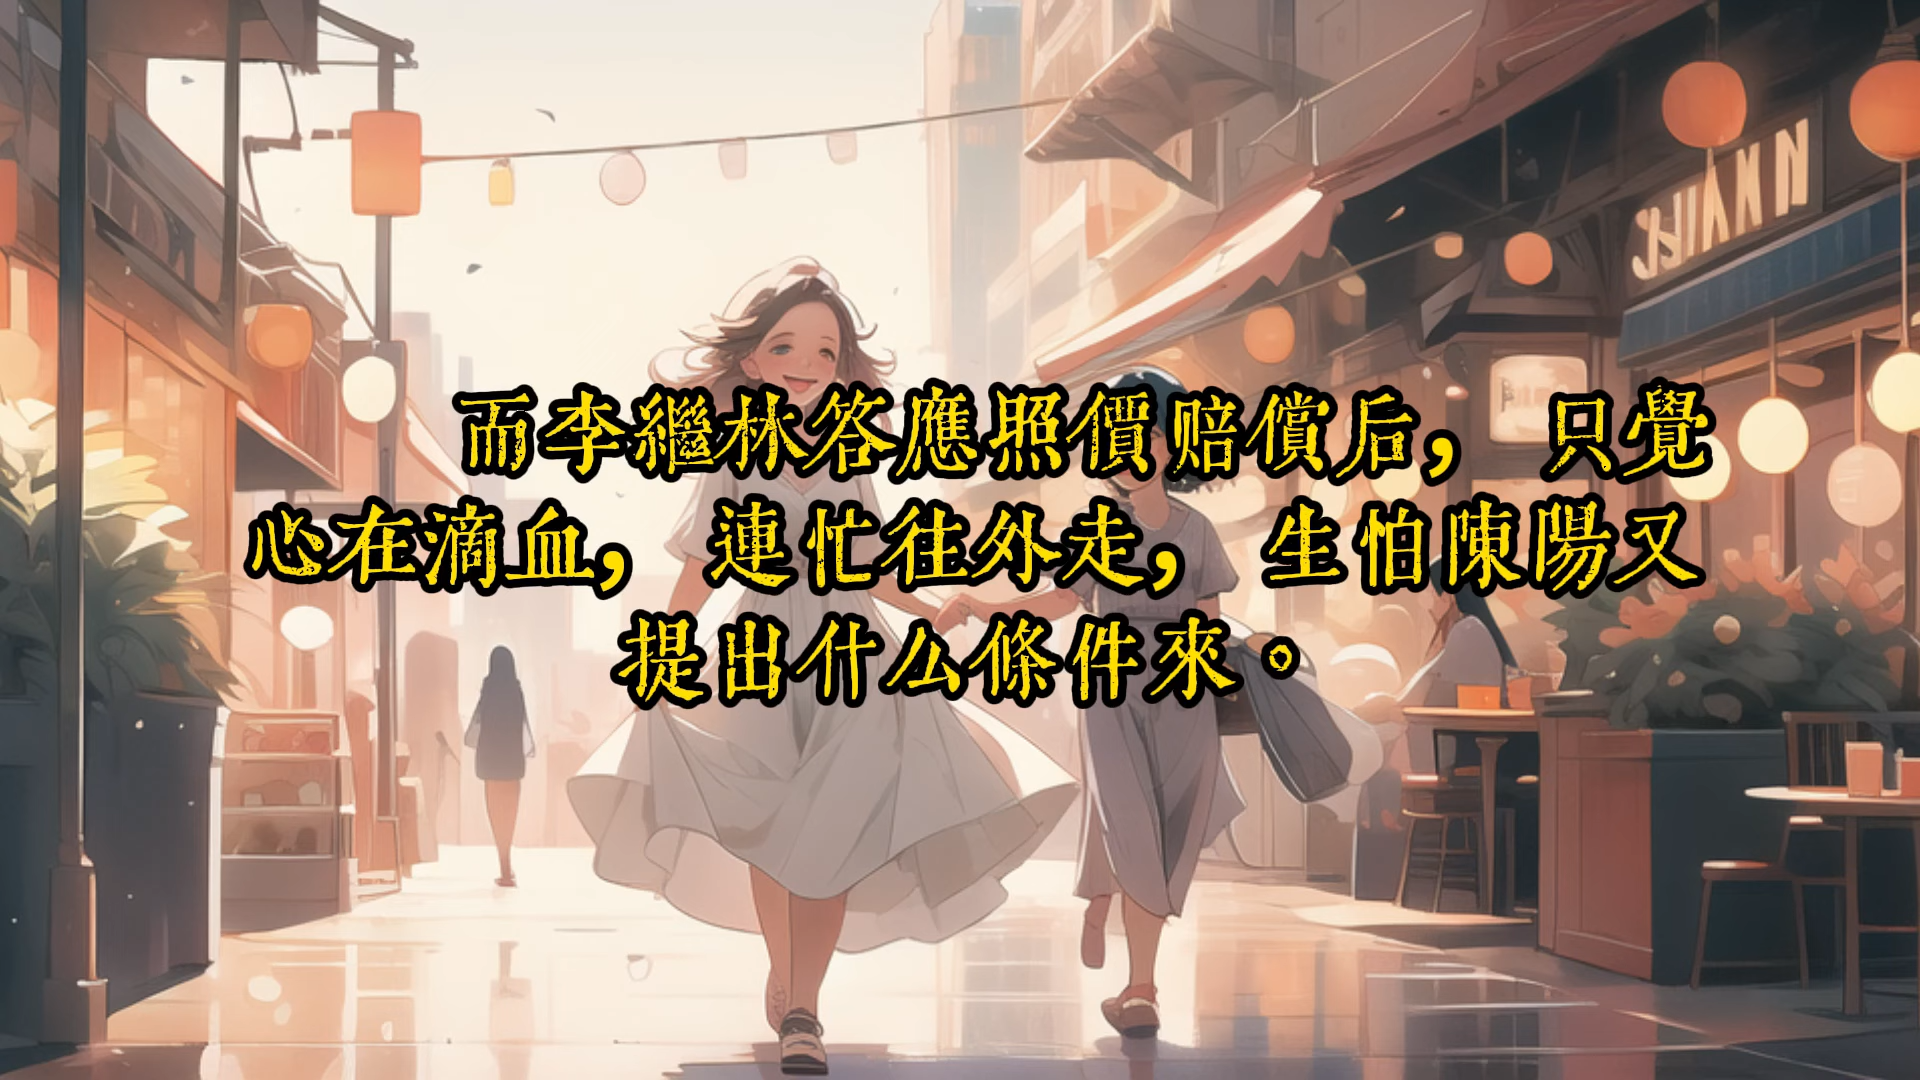 而李繼林答應照價赔償后，只覺
心在滴血，連忙往外走，生怕陳陽又
提出什么條件來。